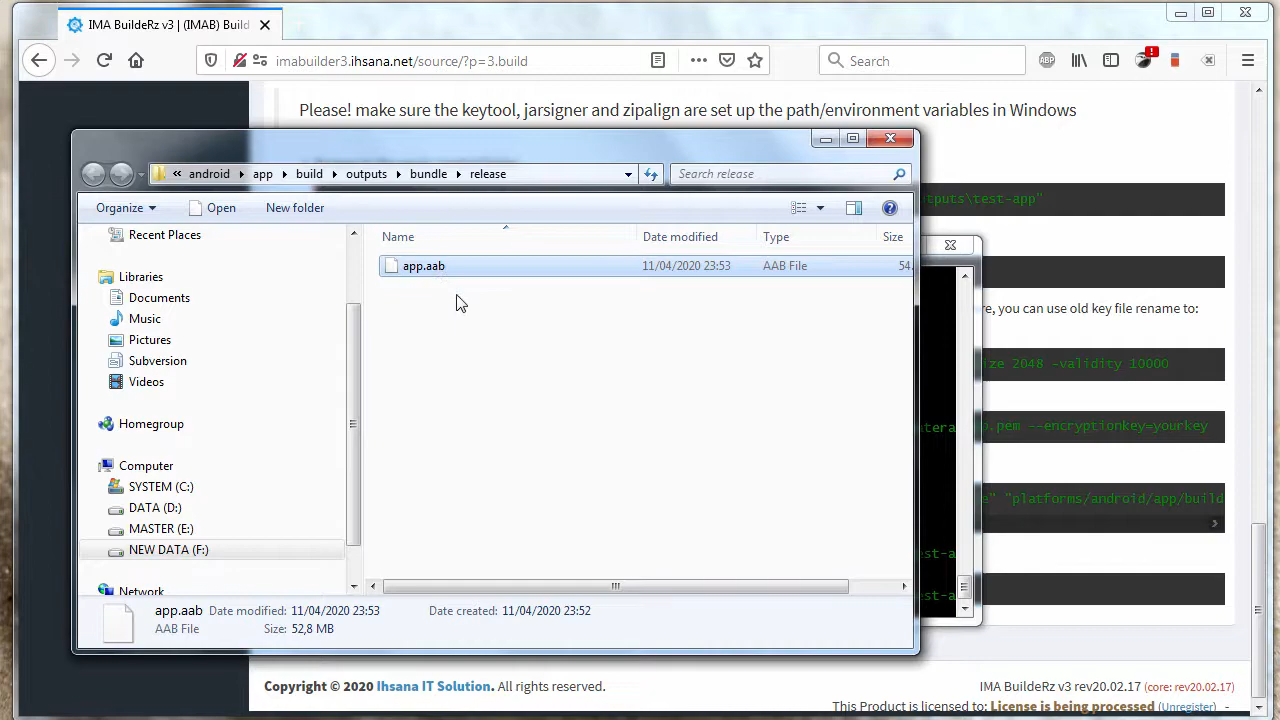 IMA BuildeRz v3 | (IMAB) Build
imabuilder3.ihsana.net/
?p=3.build
Search
Please! make sure the keytool, jarsigner and zipalign are set up the path/environment variables in Windows
android app build outputs bundle release
Search release
Organize
Open
New folder
tputs\test-app"
Name Date modified Type Size
Recent Places
app.aab 11/04/2020 23:53 AAB File 54,
Libraries
Documents
re, you can use old key file rename to:
Music
Pictures
Subversion
ize 2048 -validity 10000
Videos
Homegroup
p.pem --encryptionkey=yourkey
Computer
SYSTEM (C:)
e" "platforms/android/app/build
DATA (D:)
MASTER (E:)
NEW DATA (F:)
est-a
Network
est-a
app.aab Date modified: 11/04/2020 23:53 Date created: 11/04/2020 23:52
AAB File Size: 52,8 MB
Copyright © 2020 Ihsana IT Solution. All rights reserved.
IMA BuildeRz v3 rev20.02.17 (core: rev20.02.17)
This Product is licensed to: License is being processed (Unregister) -